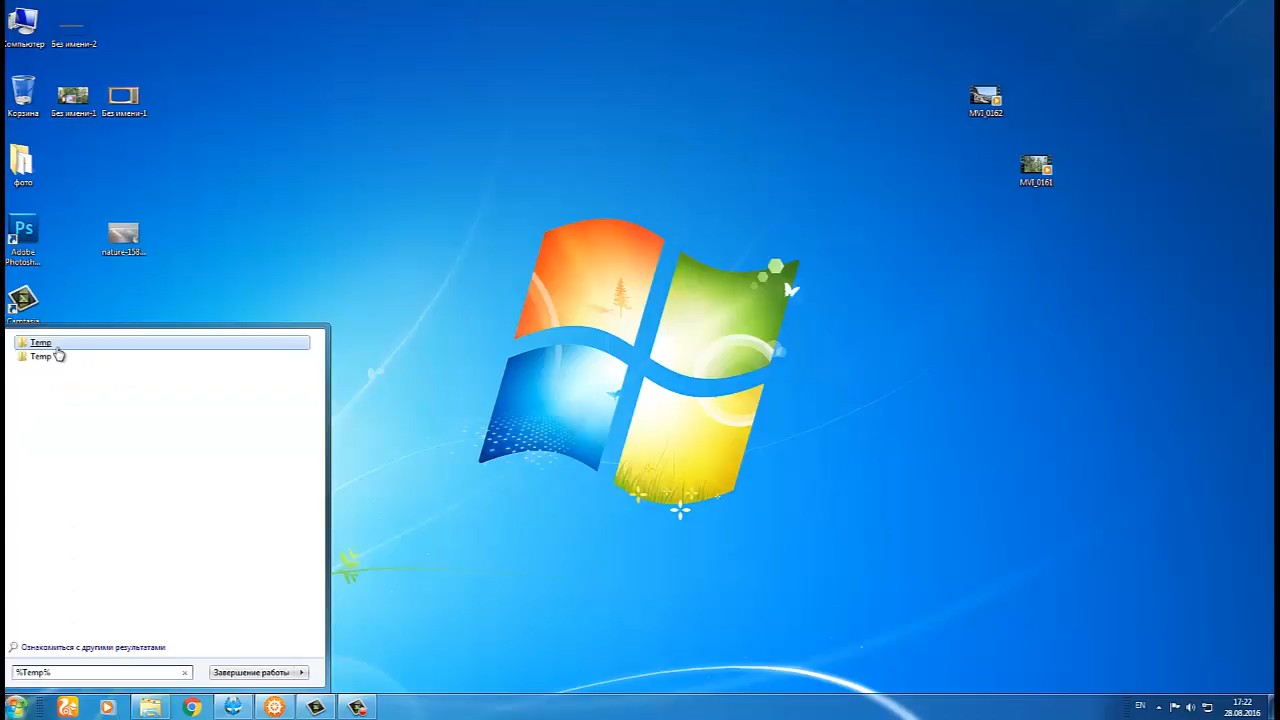 Компьютер
Без имени-2
Корзина
Без имени-1
Без имени-1
MVI_0162
фото
MVI_0161
Ps
Adobe
Photosh...
nature-158...
Temp
Temp
Ознакомиться с другими результатами
%Temp%
Завершение работы
EN
17:22
28.08.2016